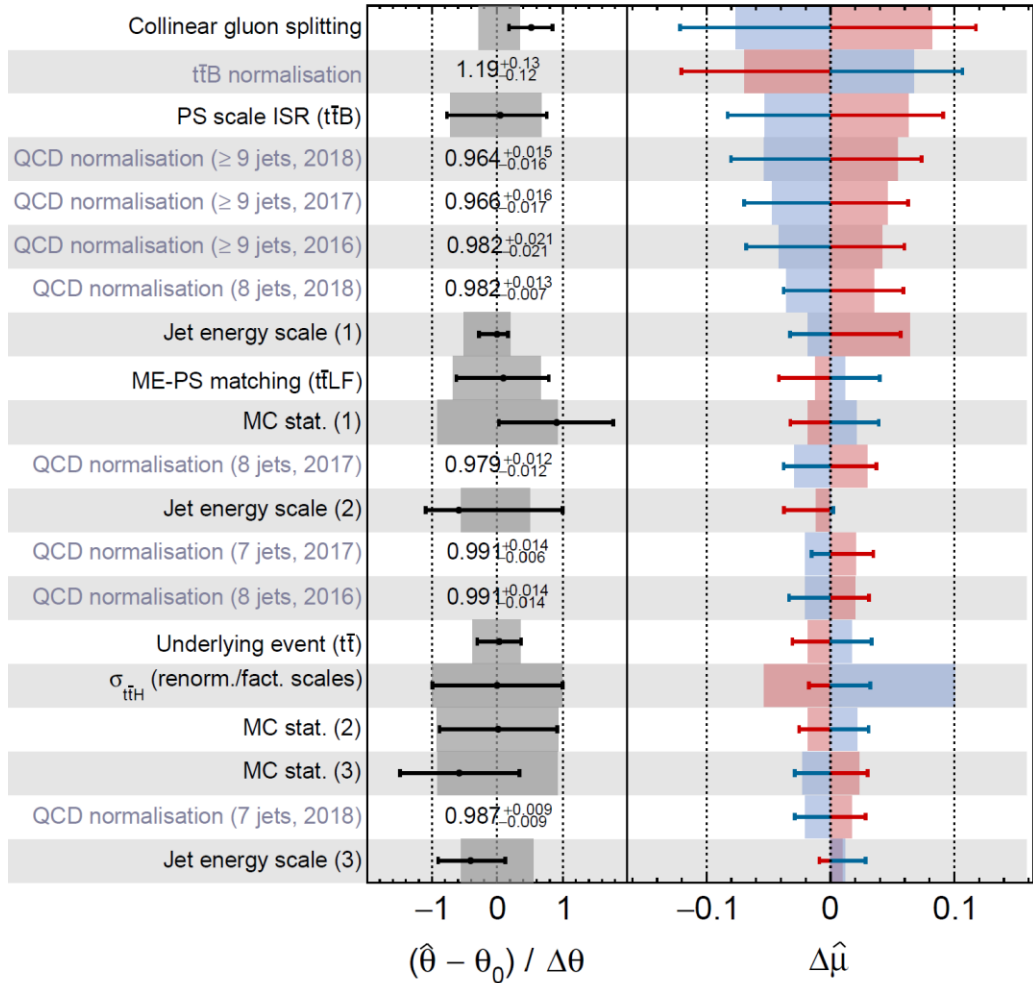 Collinear gluon splitting
tt̄B normalisation 1.19 +0.13 −0.12
PS scale ISR (tt̄B)
QCD normalisation (≥ 9 jets, 2018) 0.964 +0.015 −0.016
QCD normalisation (≥ 9 jets, 2017) 0.966 +0.016 −0.017
QCD normalisation (≥ 9 jets, 2016) 0.982 +0.021 −0.021
QCD normalisation (8 jets, 2018) 0.982 +0.013 −0.007
Jet energy scale (1)
ME-PS matching (tt̄LF)
MC stat. (1)
QCD normalisation (8 jets, 2017) 0.979 +0.012 −0.012
Jet energy scale (2)
QCD normalisation (7 jets, 2017) 0.991 +0.014 −0.006
QCD normalisation (8 jets, 2016) 0.991 +0.014 −0.014
Underlying event (tt̄)
σ_tt̄H (renorm./fact. scales)
MC stat. (2)
MC stat. (3)
QCD normalisation (7 jets, 2018) 0.987 +0.009 −0.009
Jet energy scale (3)
−1 0 1 −0.1 0 0.1
(θ̂ − θ₀) / Δθ Δμ̂